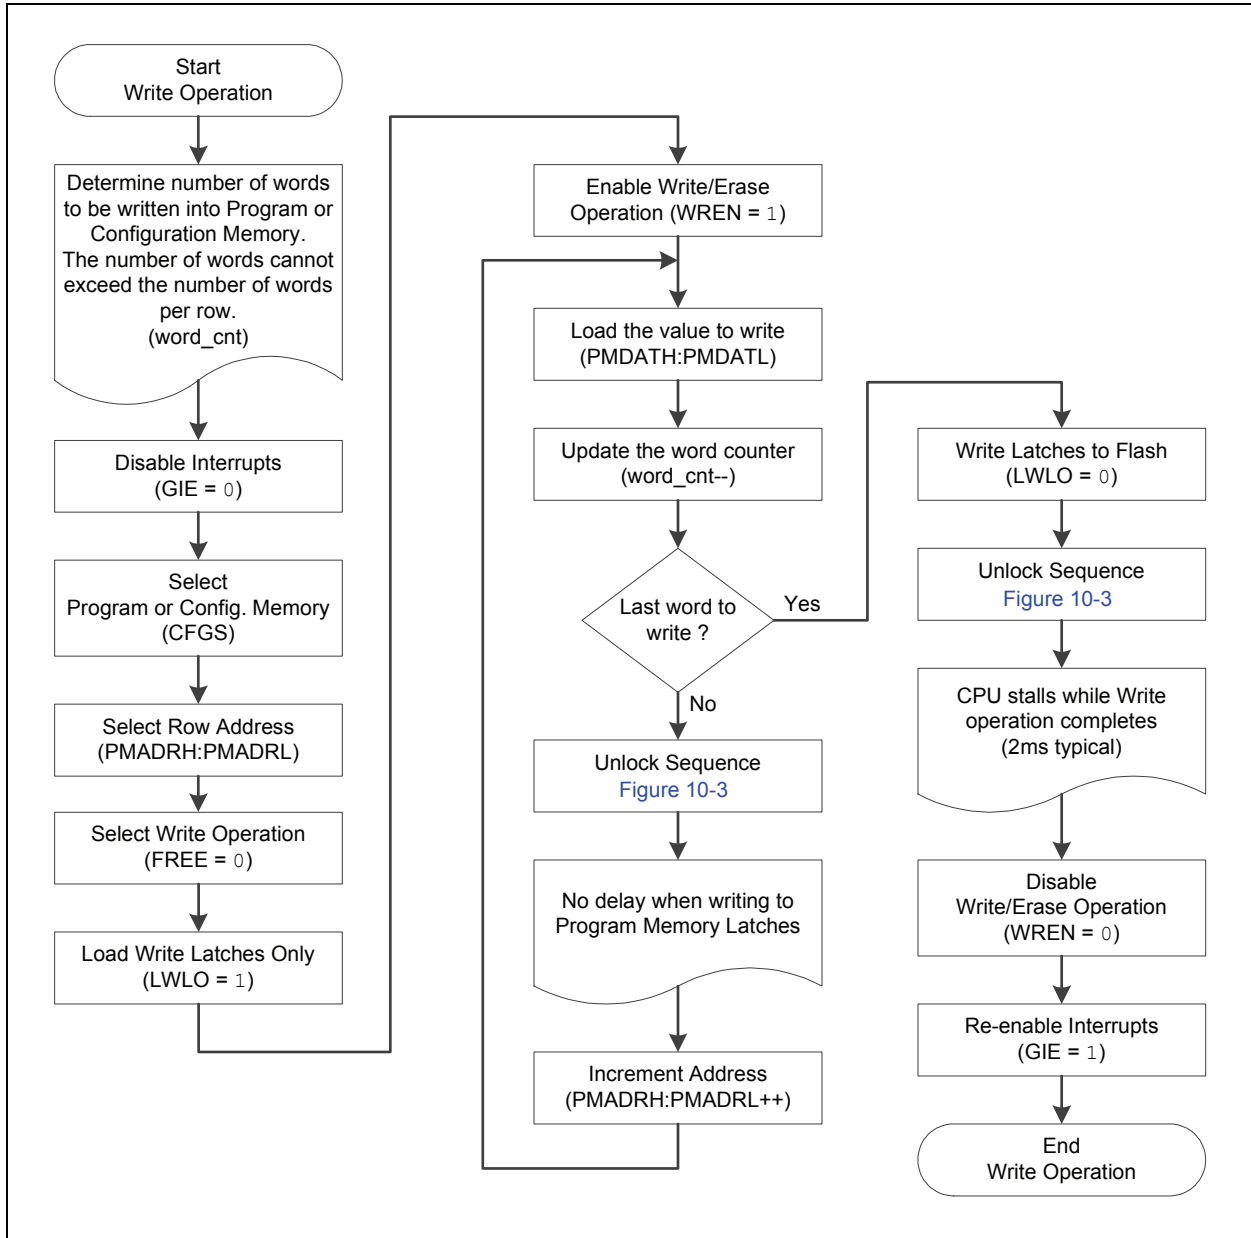 Start
Write Operation
Determine number of words
to be written into Program or
Configuration Memory.
The number of words cannot
exceed the number of words
per row.
(word_cnt)
Disable Interrupts
(GIE = 0)
Select
Program or Config. Memory
(CFGS)
Select Row Address
(PMADRH:PMADRL)
Select Write Operation
(FREE = 0)
Load Write Latches Only
(LWLO = 1)
Enable Write/Erase
Operation (WREN = 1)
Load the value to write
(PMDATH:PMDATL)
Update the word counter
(word_cnt--)
Last word to
write ?
Yes
No
Unlock Sequence
Figure 10-3
No delay when writing to
Program Memory Latches
Increment Address
(PMADRH:PMADRL++)
Write Latches to Flash
(LWLO = 0)
Unlock Sequence
Figure 10-3
CPU stalls while Write
operation completes
(2ms typical)
Disable
Write/Erase Operation
(WREN = 0)
Re-enable Interrupts
(GIE = 1)
End
Write Operation